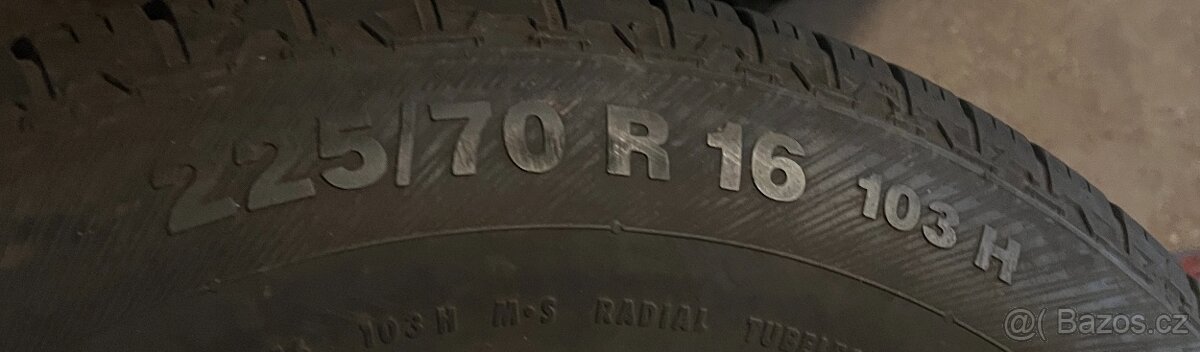 225/70 R 16 103 H
103 H M•S RADIAL
@( Bazos.cz